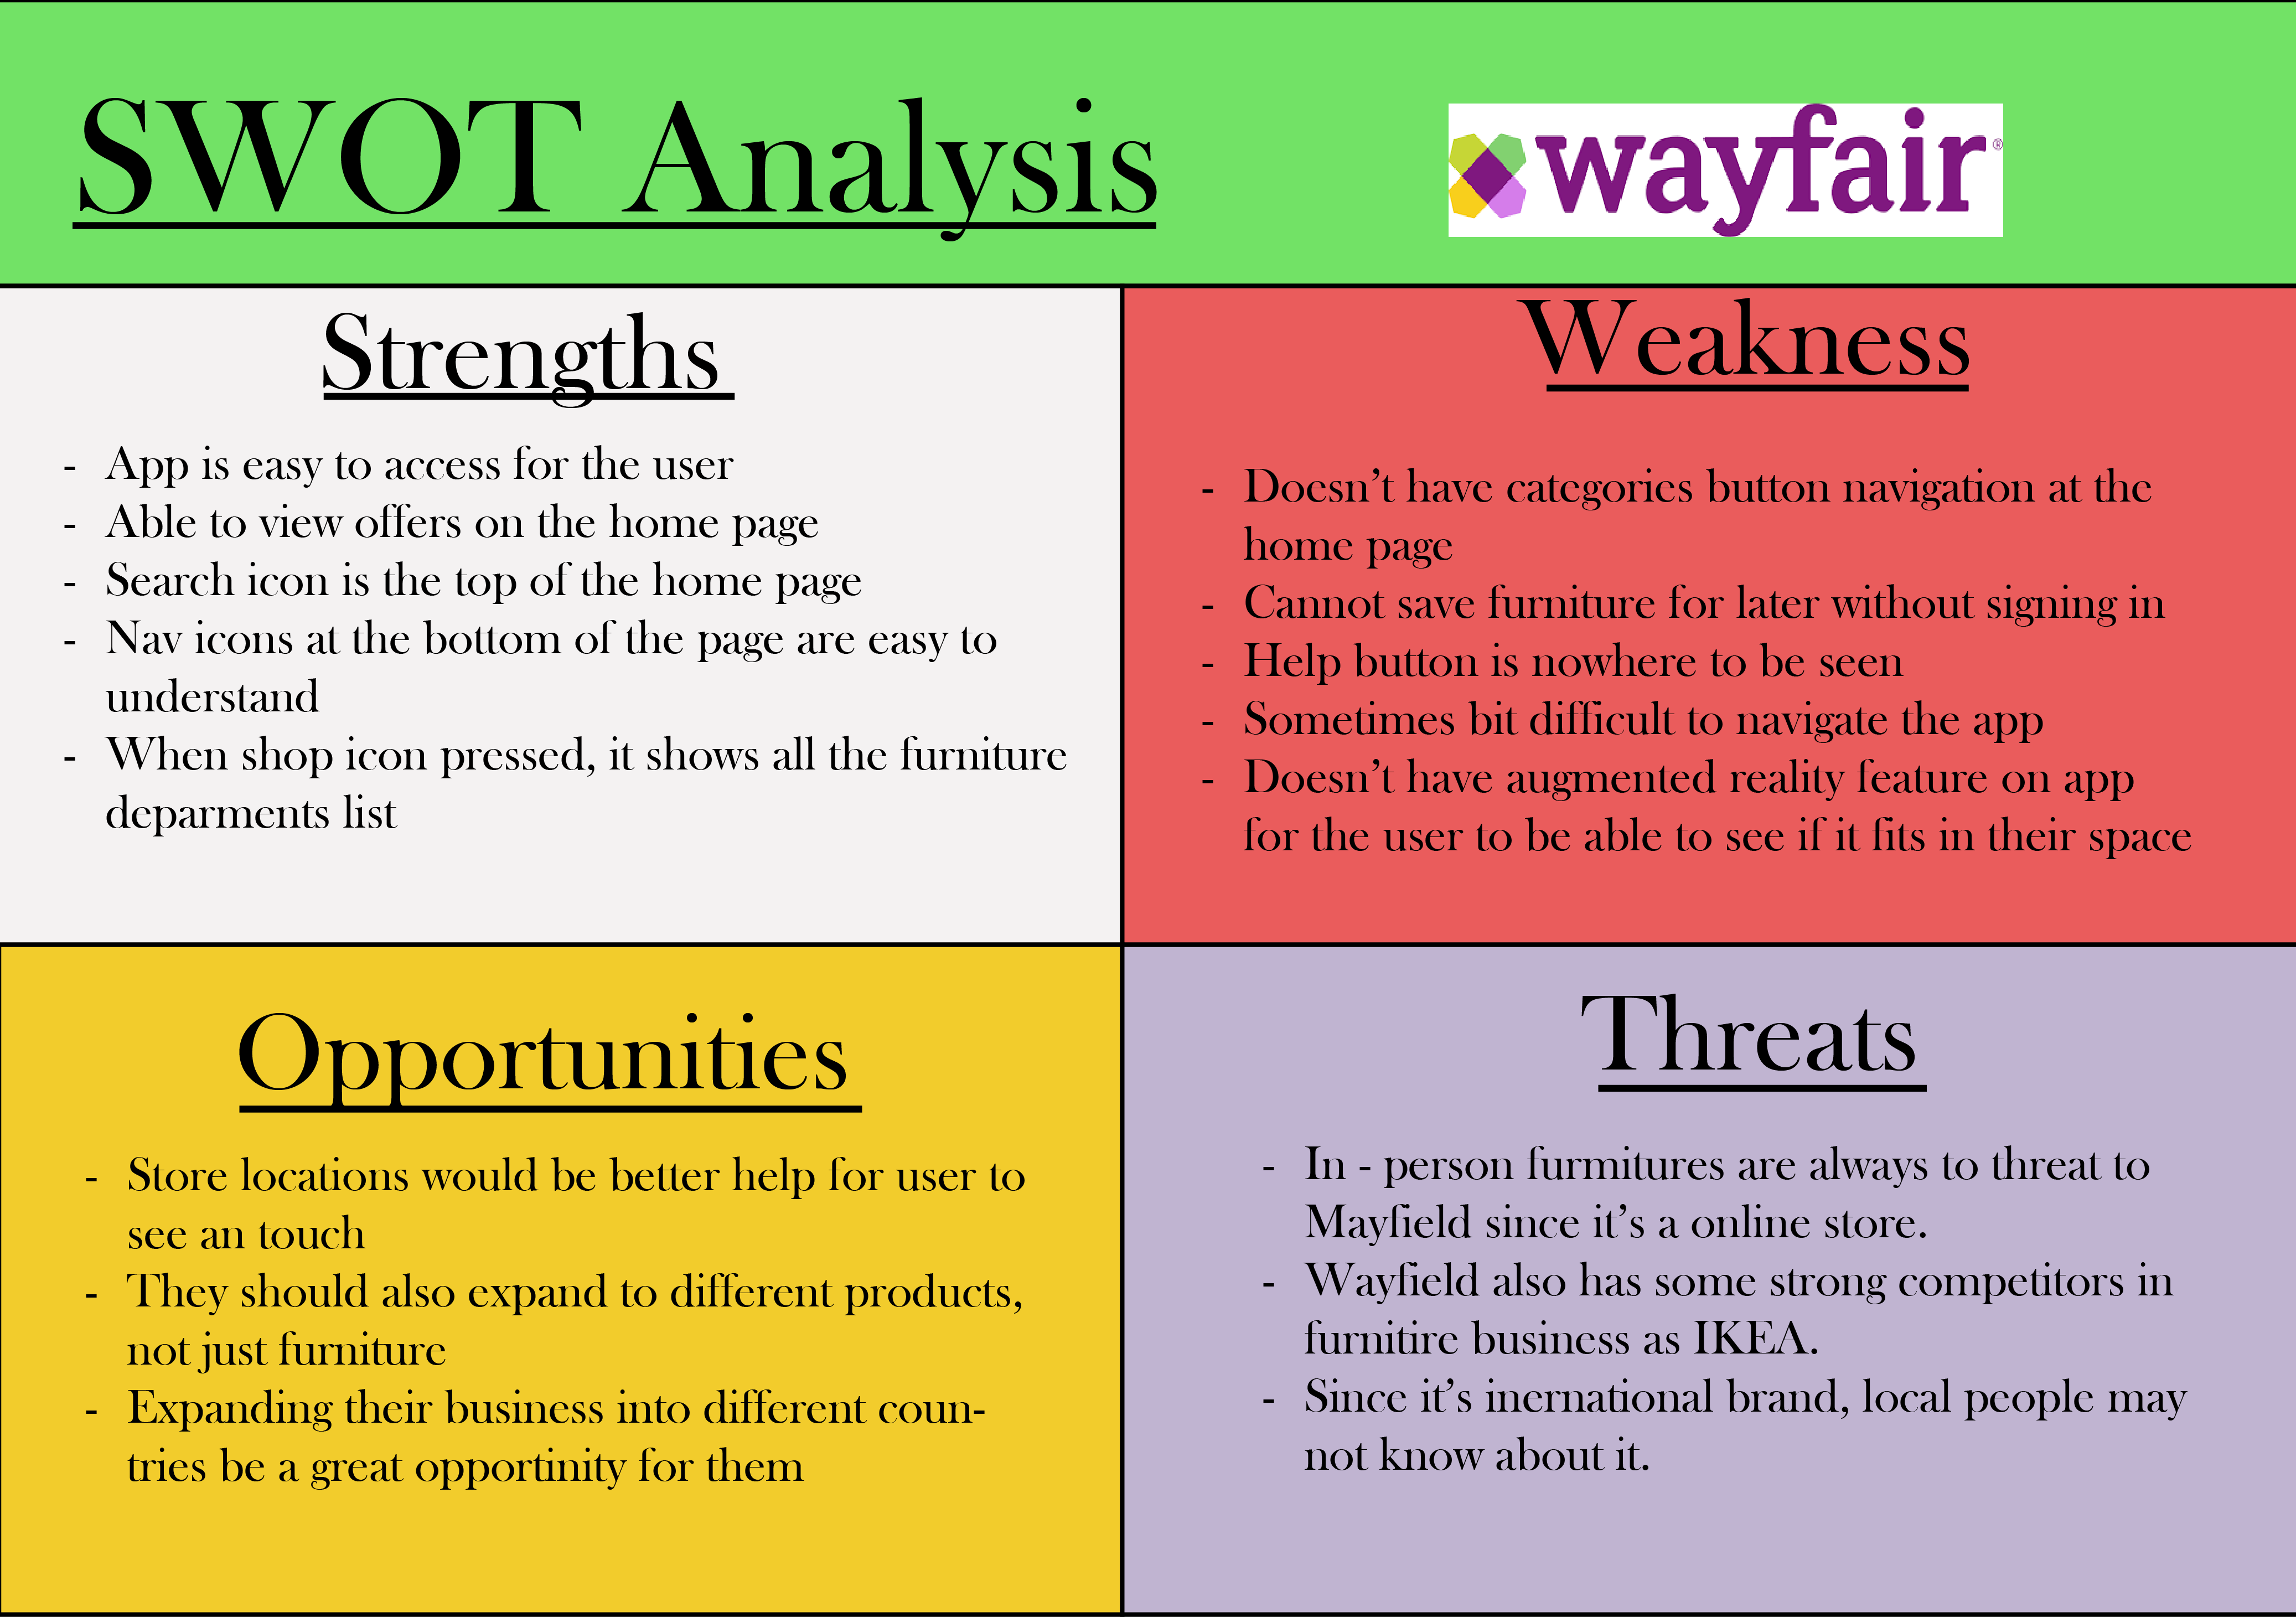 SWOT Analysis
wayfair®
Strengths
- App is easy to access for the user
- Able to view offers on the home page
- Search icon is the top of the home page
- Nav icons at the bottom of the page are easy to
understand
- When shop icon pressed, it shows all the furniture
deparments list
Weakness
- Doesn’t have categories button navigation at the
home page
- Cannot save furniture for later without signing in
- Help button is nowhere to be seen
- Sometimes bit difficult to navigate the app
- Doesn’t have augmented reality feature on app
for the user to be able to see if it fits in their space
Opportunities
- Store locations would be better help for user to
see an touch
- They should also expand to different products,
not just furniture
- Expanding their business into different coun-
tries be a great opportinity for them
Threats
- In - person furmitures are always to threat to
Mayfield since it’s a online store.
- Wayfield also has some strong competitors in
furnitire business as IKEA.
- Since it’s inernational brand, local people may
not know about it.